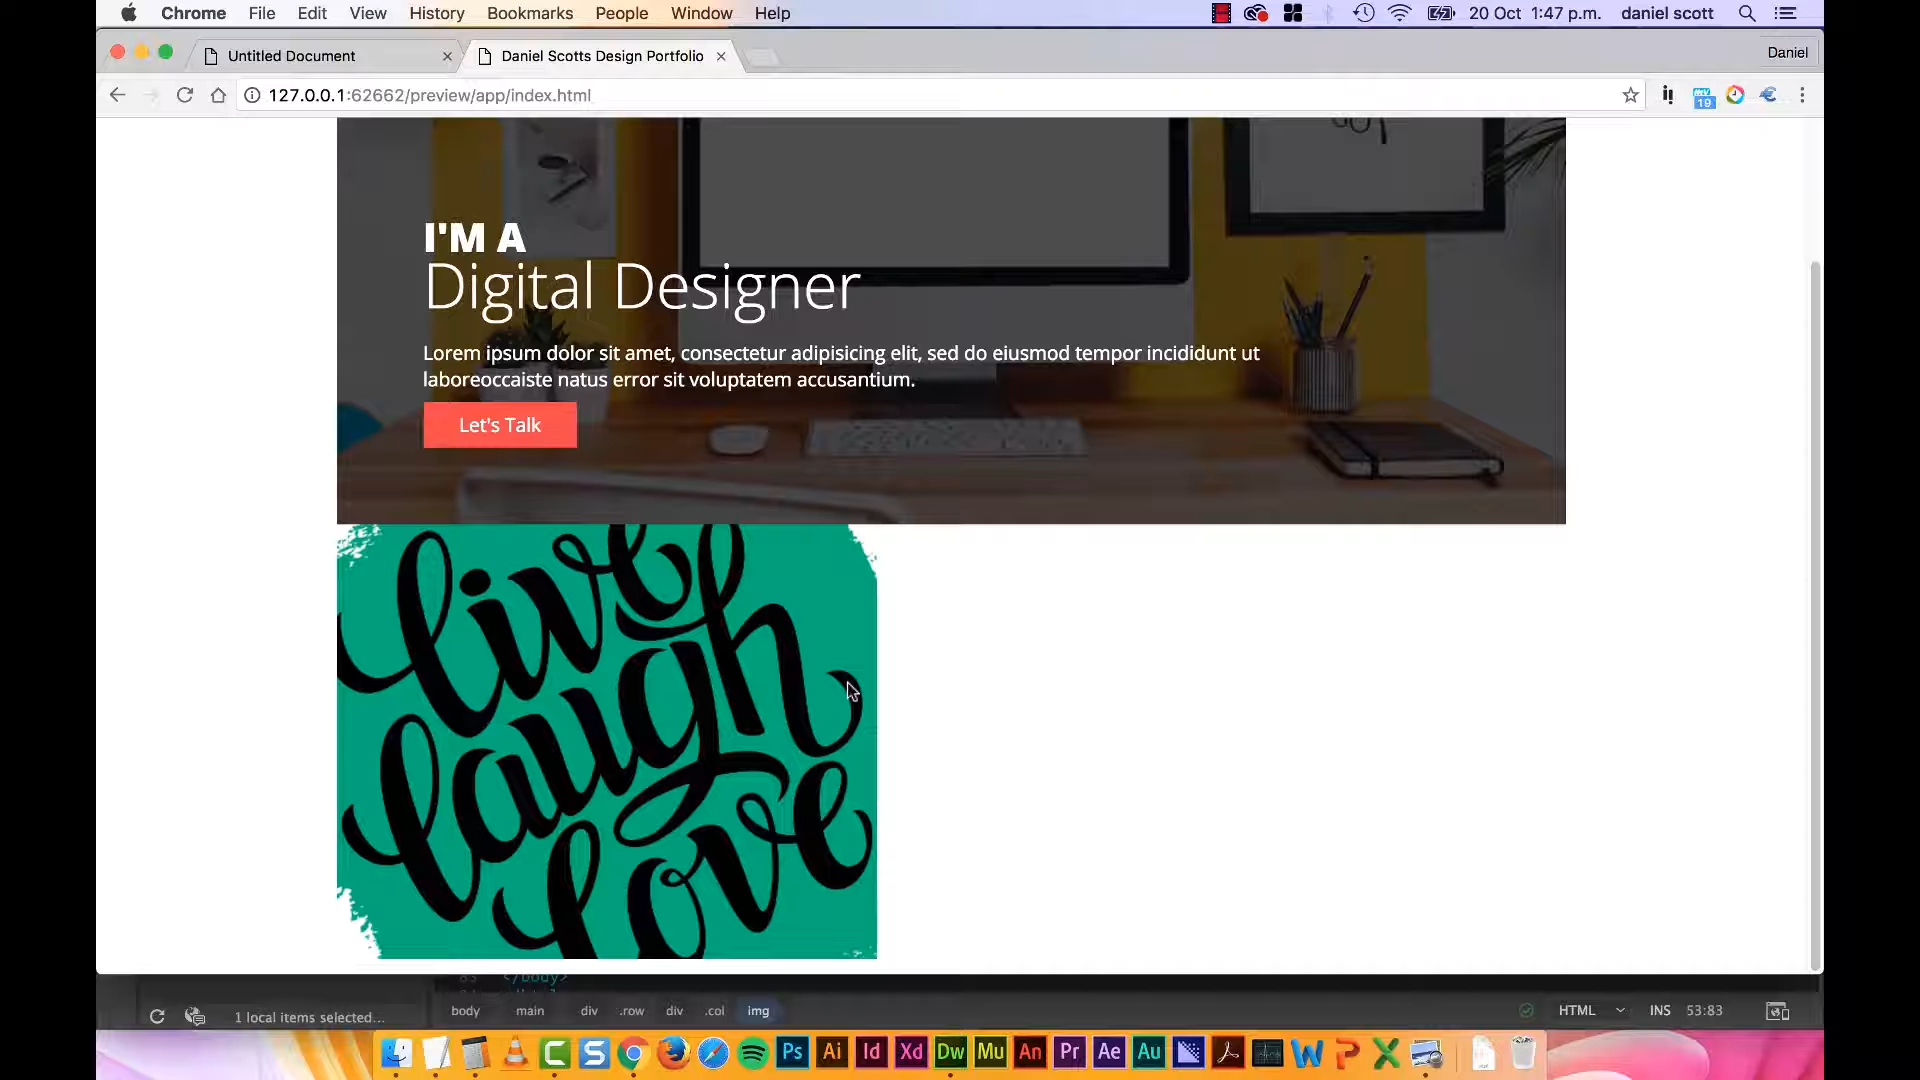 Chrome File Edit View History Bookmarks People Window Help 20 Oct 1:47 p.m. daniel scott
Untitled Document Daniel Scotts Design Portfolio Daniel
127.0.0.1:62662/preview/app/index.html 19
I'M A
Digital Designer
Lorem ipsum dolor sit amet, consectetur adipisicing elit, sed do eiusmod tempor incididunt ut
laboreoccaiste natus error sit voluptatem accusantium.
Let's Talk
live
laugh
love
</body>
1 local items selected... body main div .row div .col img HTML INS 53:83
Ps Ai Id Xd Dw Mu An Pr Ae Au